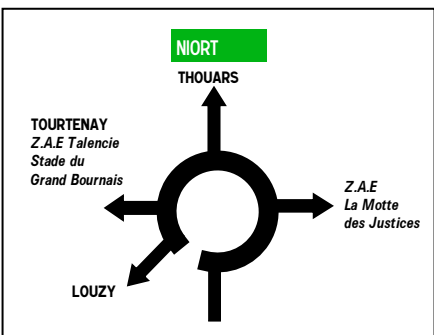 NIORT
THOUARS
TOURTENAY
Z.A.E Talencie
Stade du
Grand Bournais
Z.A.E
La Motte
des Justices
LOUZY